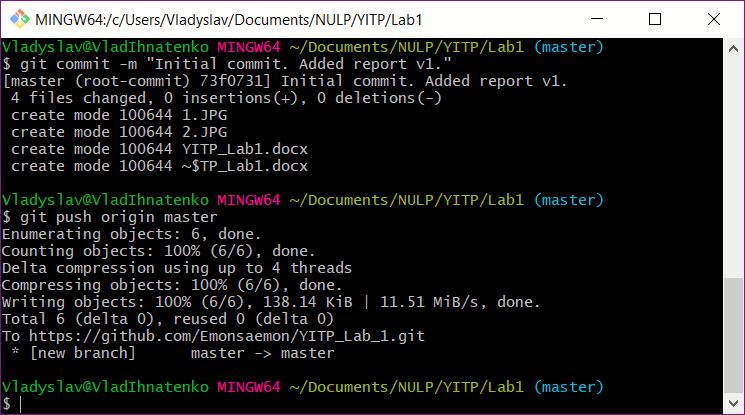 MINGW64:/c/Users/Vladyslav/Documents/NULP/YITP/Lab1
Vladyslav@VladIhnatenko MINGW64 ~/Documents/NULP/YITP/Lab1 (master)
$ git commit -m "Initial commit. Added report v1."
[master (root-commit) 73f0731] Initial commit. Added report v1.
 4 files changed, 0 insertions(+), 0 deletions(-)
 create mode 100644 1.JPG
 create mode 100644 2.JPG
 create mode 100644 YITP_Lab1.docx
 create mode 100644 ~$TP_Lab1.docx
Vladyslav@VladIhnatenko MINGW64 ~/Documents/NULP/YITP/Lab1 (master)
$ git push origin master
Enumerating objects: 6, done.
Counting objects: 100% (6/6), done.
Delta compression using up to 4 threads
Compressing objects: 100% (6/6), done.
Writing objects: 100% (6/6), 138.14 KiB | 11.51 MiB/s, done.
Total 6 (delta 0), reused 0 (delta 0)
To https://github.com/Emonsaemon/YITP_Lab_1.git
 * [new branch]      master -> master
Vladyslav@VladIhnatenko MINGW64 ~/Documents/NULP/YITP/Lab1 (master)
$